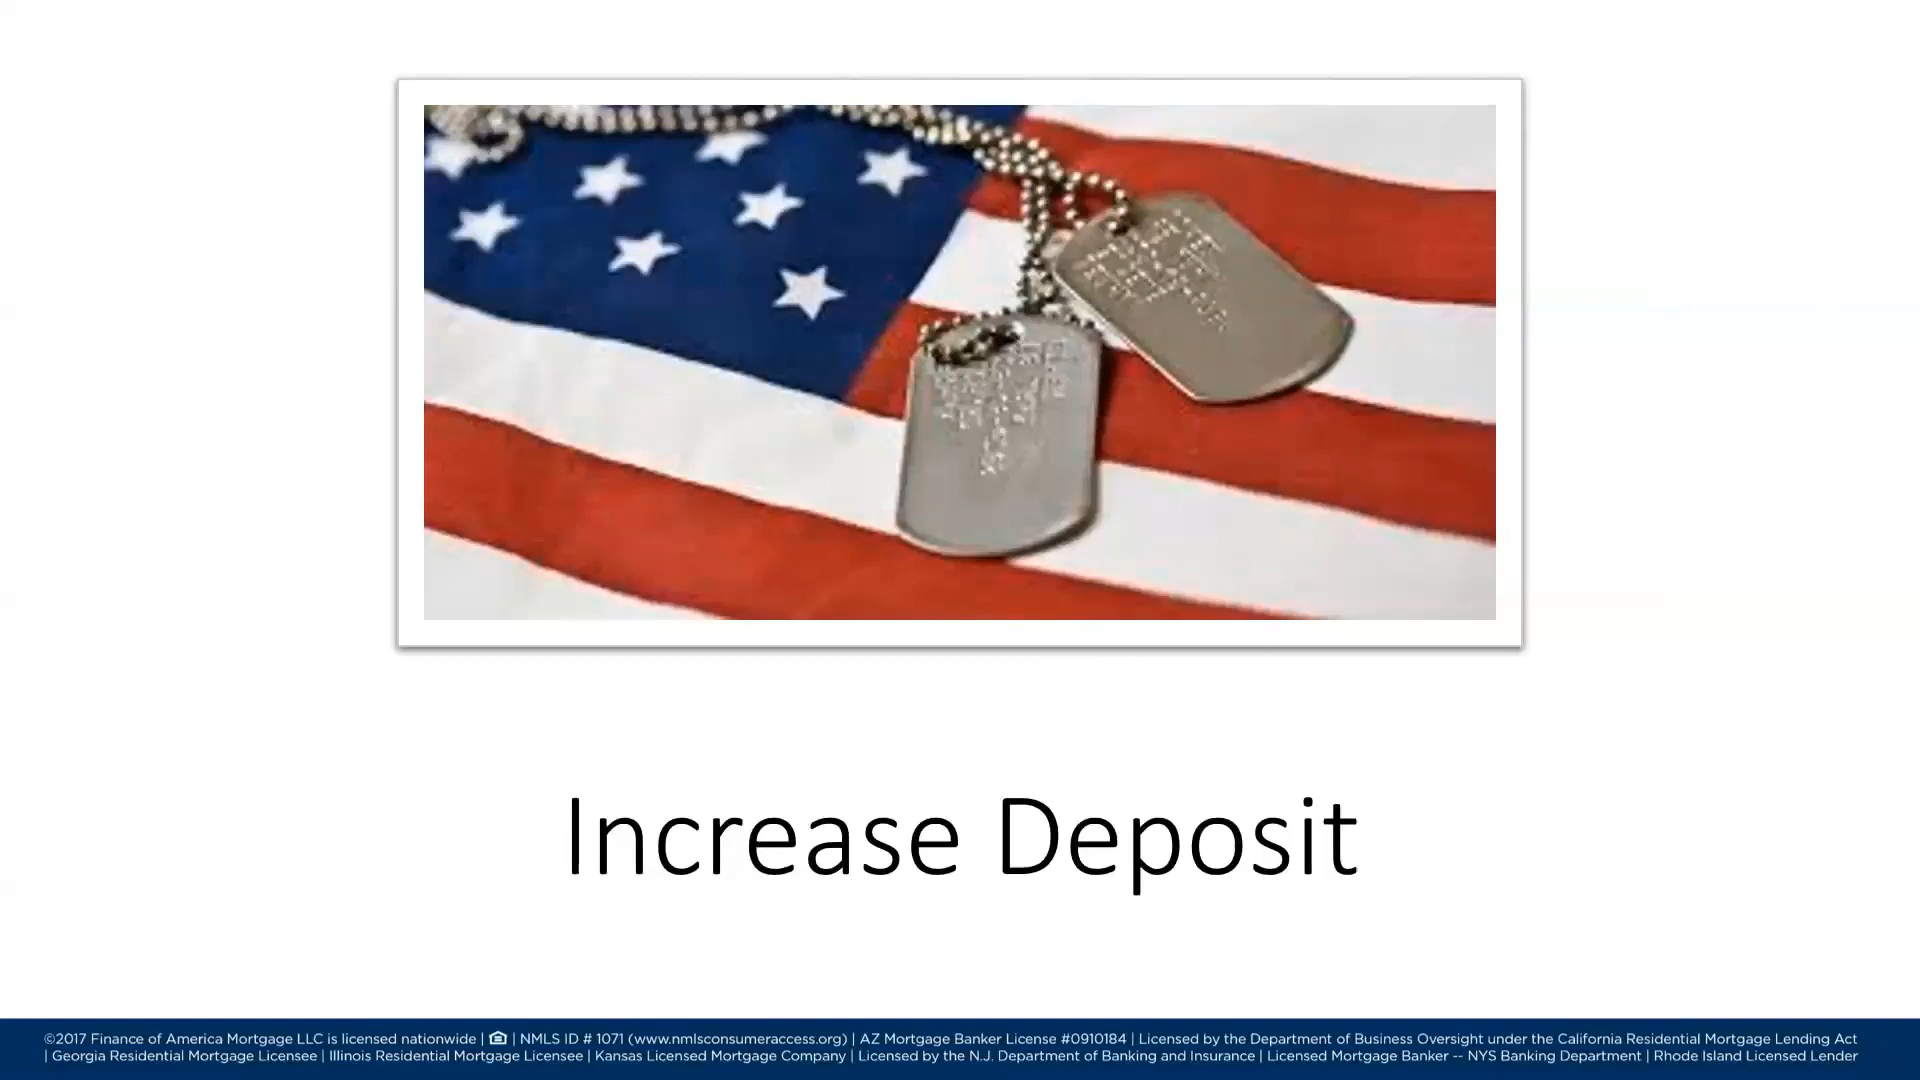 Increase Deposit
©2017 Finance of America Mortgage LLC is licensed nationwide | | NMLS ID # 1071 (www.nmlsconsumeraccess.org) | AZ Mortgage Banker License #0910184 | Licensed by the Department of Business Oversight under the California Residential Mortgage Lending Act
| Georgia Residential Mortgage Licensee | Illinois Residential Mortgage Licensee | Kansas Licensed Mortgage Company | Licensed by the N.J. Department of Banking and Insurance | Licensed Mortgage Banker -- NYS Banking Department | Rhode Island Licensed Lender